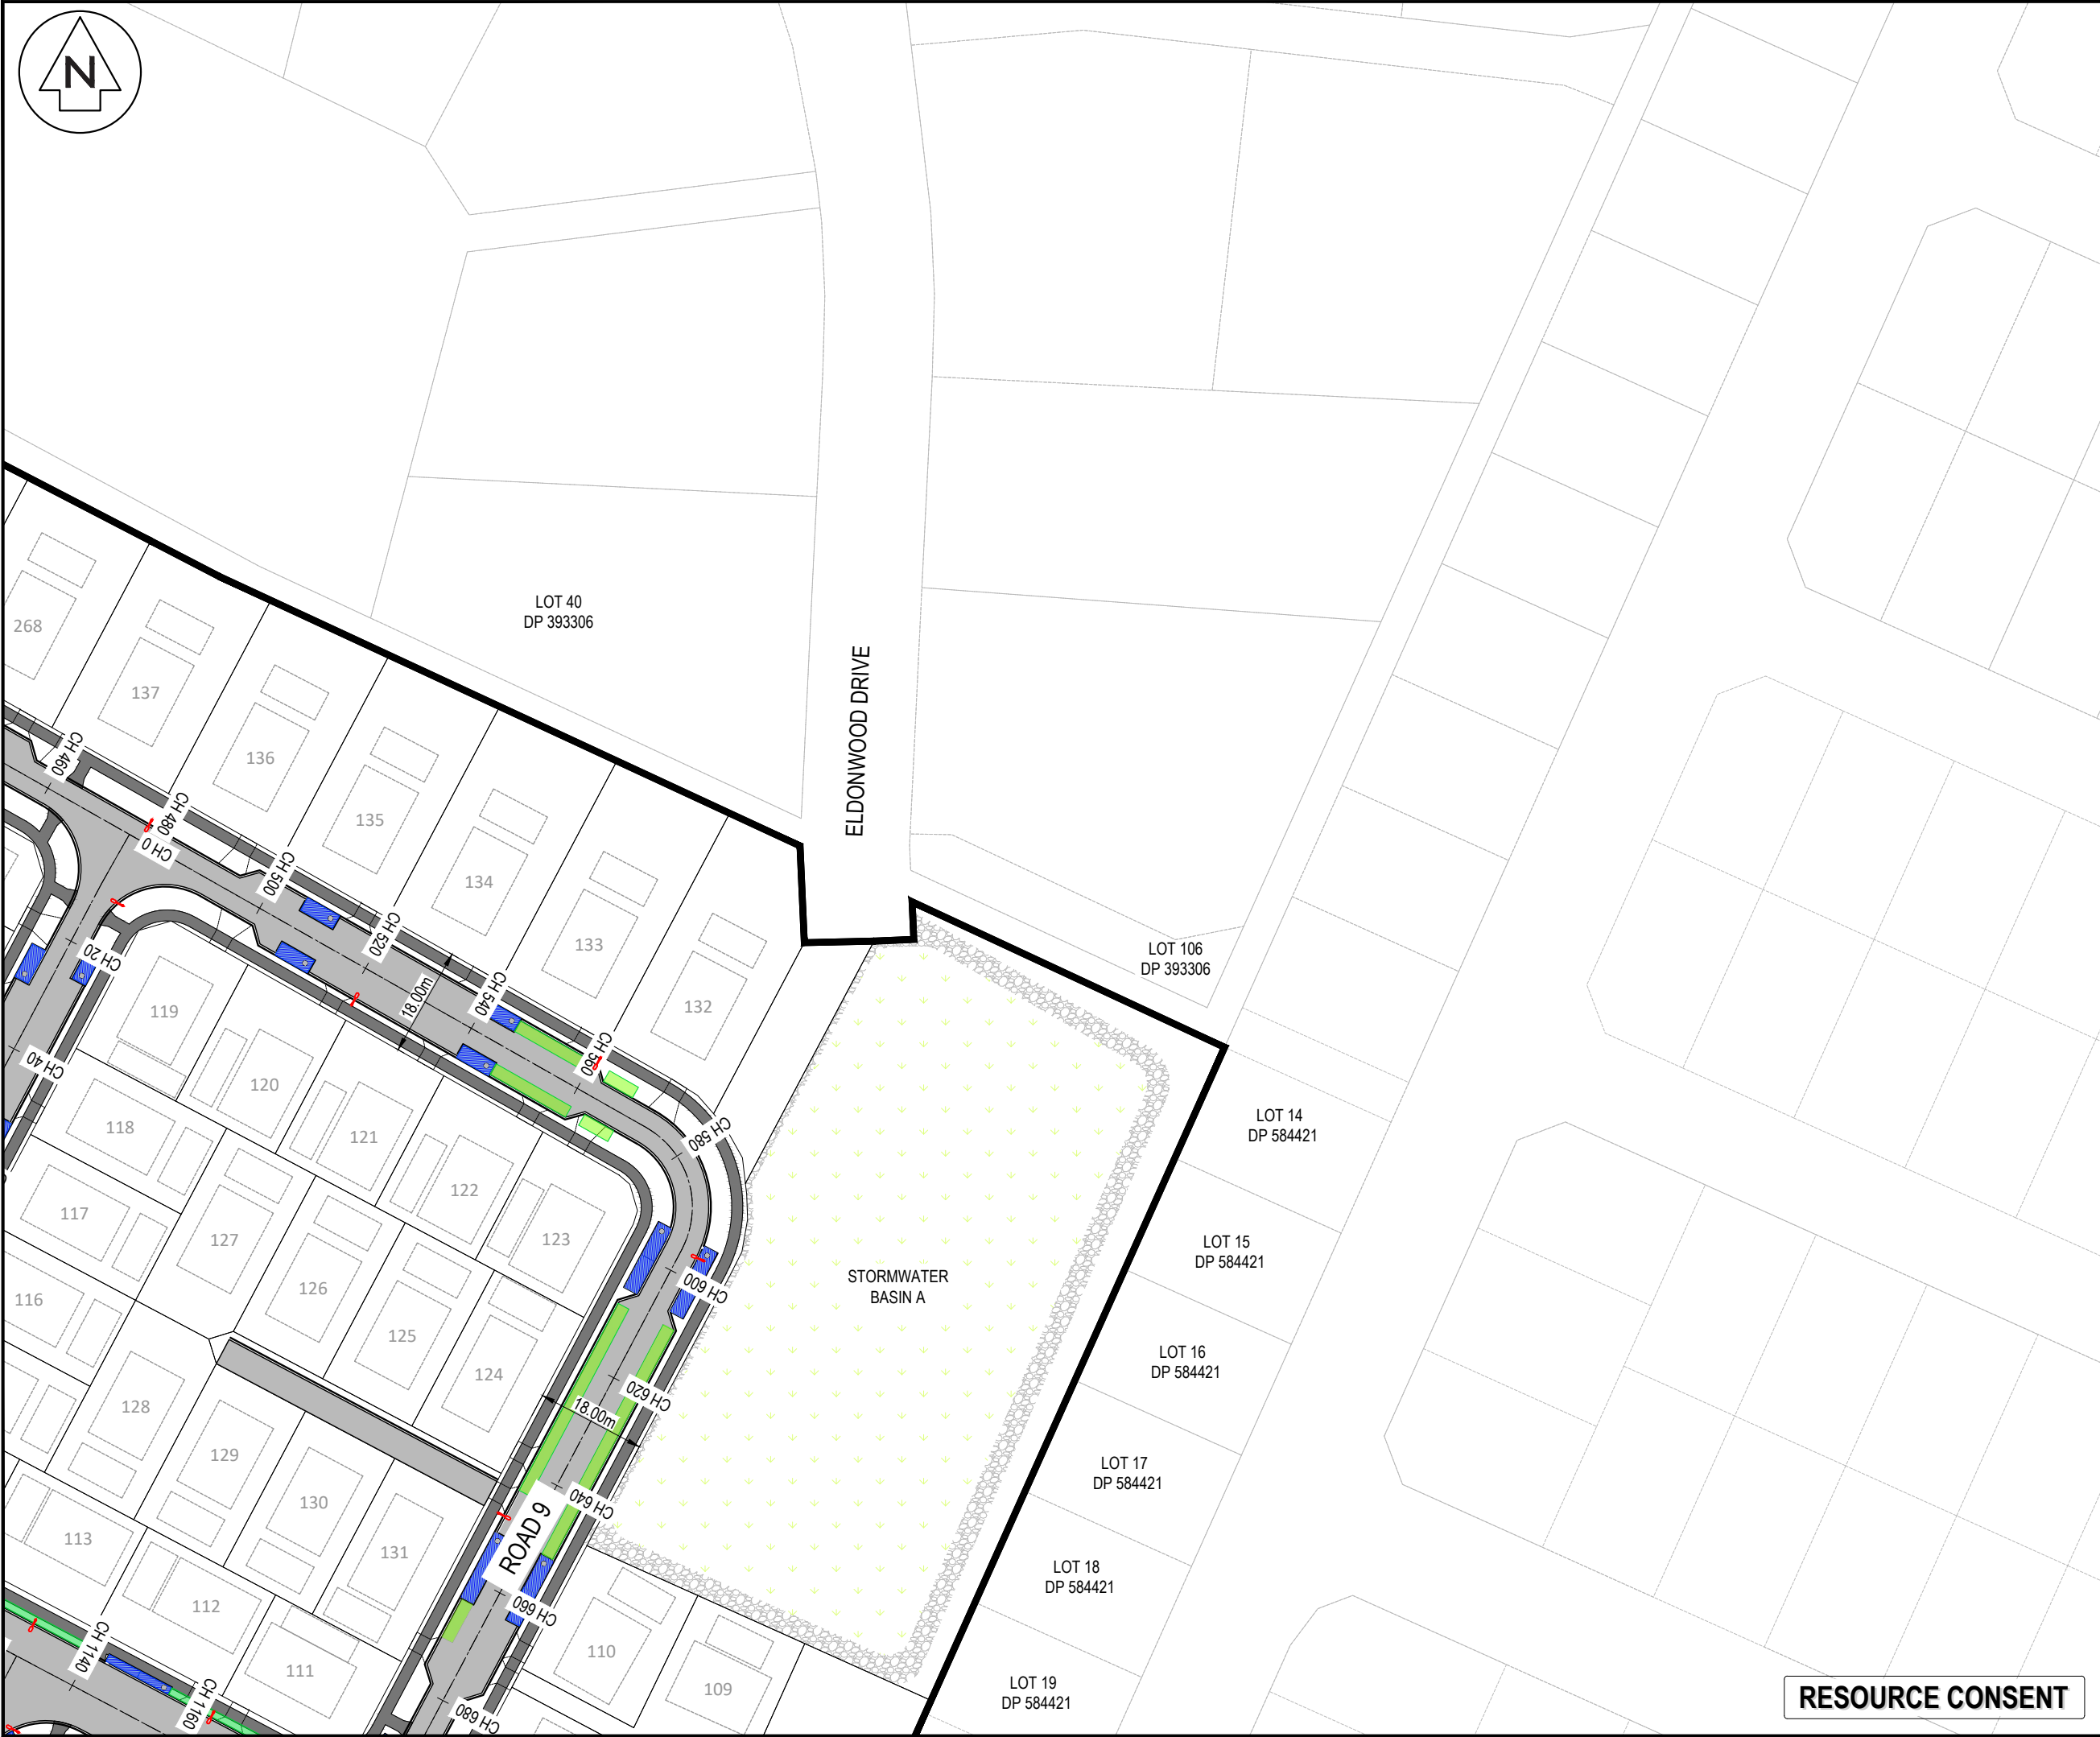 N
LOT 40
DP 393306
ELDONWOOD DRIVE
268
137
136
135
134
133
132
CH 460
CH 480
CH 0
CH 500
CH 520
CH 540
CH 560
CH 580
CH 20
CH 40
18.00m
LOT 106
DP 393306
119
120
121
122
123
118
117
116
127
126
125
124
128
129
130
131
113
112
111
110
109
CH 600
CH 620
18.00m
CH 640
ROAD 9
CH 660
CH 680
CH 1140
CH 1160
STORMWATER
BASIN A
LOT 14
DP 584421
LOT 15
DP 584421
LOT 16
DP 584421
LOT 17
DP 584421
LOT 18
DP 584421
LOT 19
DP 584421
RESOURCE CONSENT